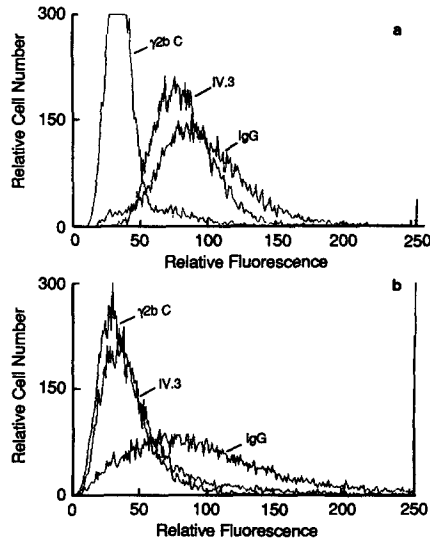 300
150
0
Relative Cell Number
γ2b C
IV.3
IgG
a
0 50 100 150 200 250
Relative Fluorescence
300
150
0
Relative Cell Number
γ2b C
IV.3
IgG
b
0 50 100 150 200 250
Relative Fluorescence